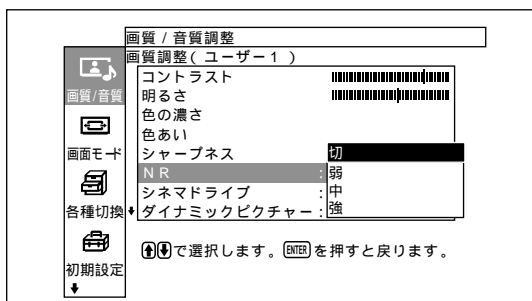 画質 / 音質調整
画質調整( ユーザー1 )
コントラスト
明るさ
色の濃さ
色あい
シャープネス
NR :
シネマドライブ :
ダイナミックピクチャー :
切
弱
中
強
画質/音質
画面モード
各種切換
初期設定
で選択します。ENTERを押すと戻ります。